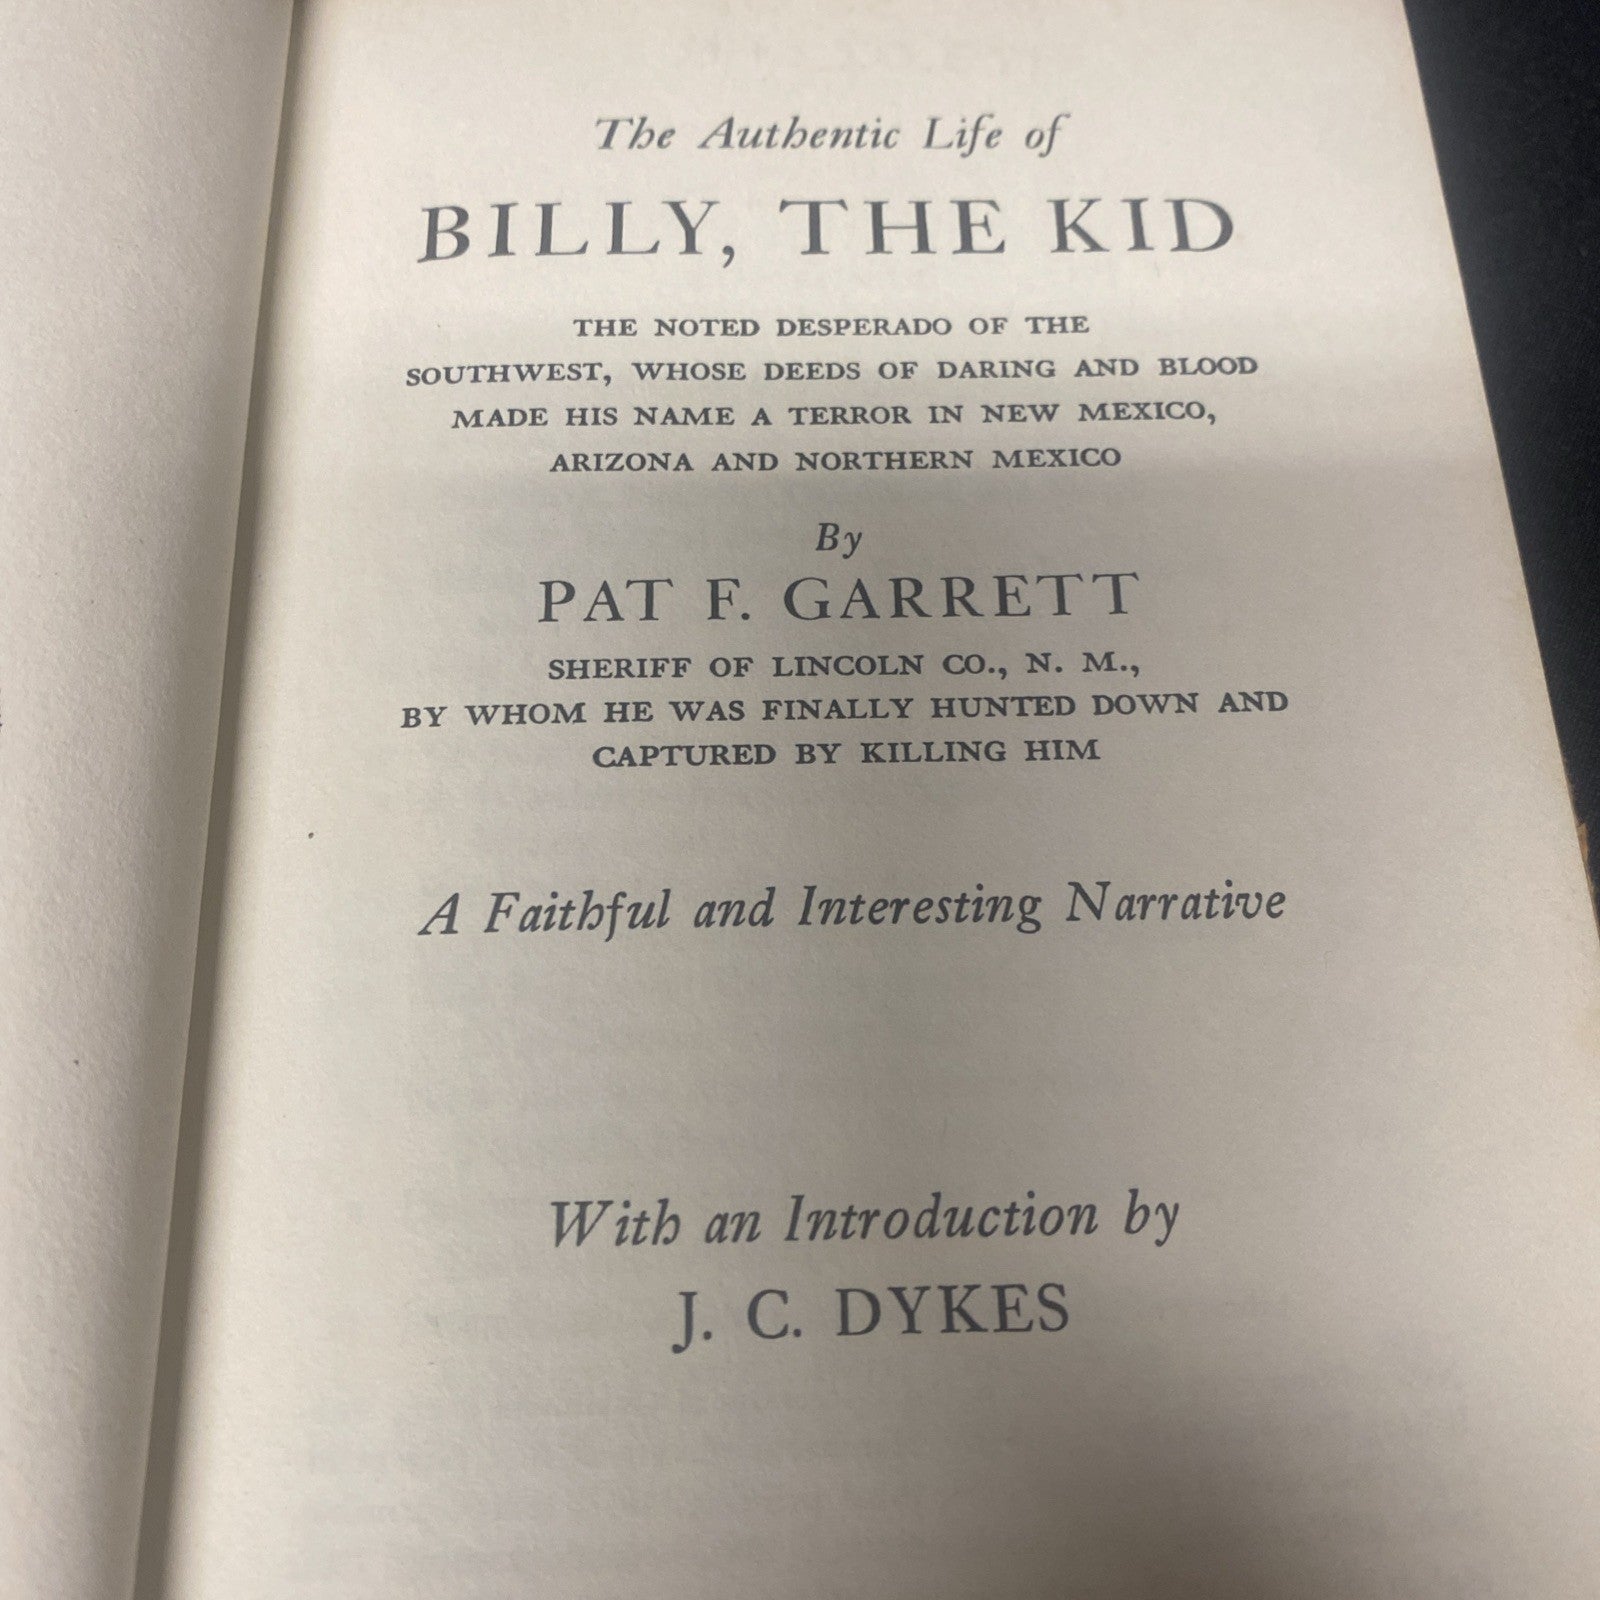 The Authentic Life of
BILLY, THE KID
THE NOTED DESPERADO OF THE
SOUTHWEST, WHOSE DEEDS OF DARING AND BLOOD
MADE HIS NAME A TERROR IN NEW MEXICO,
ARIZONA AND NORTHERN MEXICO
By
PAT F. GARRETT
SHERIFF OF LINCOLN CO., N. M.,
BY WHOM HE WAS FINALLY HUNTED DOWN AND
CAPTURED BY KILLING HIM
A Faithful and Interesting Narrative
With an Introduction by
J. C. DYKES